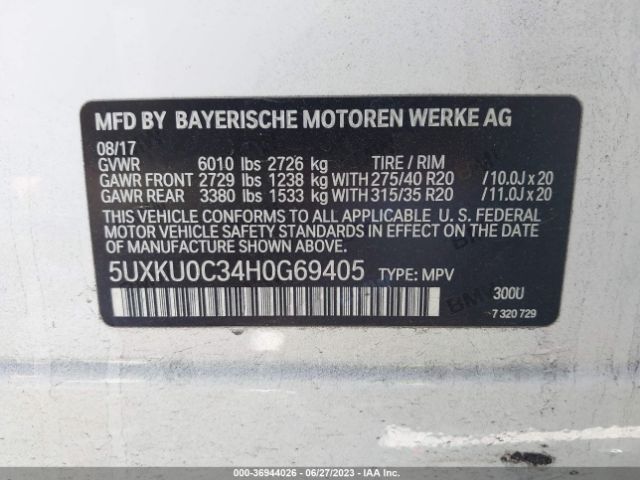 MFD BY BAYERISCHE MOTOREN WERKE AG
08/17
GVWR 6010 lbs 2726 kg TIRE / RIM
GAWR FRONT 2729 lbs 1238 kg WITH 275/40 R20 /10.0J x 20
GAWR REAR 3380 lbs 1533 kg WITH 315/35 R20 /11.0J x 20
THIS VEHICLE CONFORMS TO ALL APPLICABLE U. S. FEDERAL
MOTOR VEHICLE SAFETY STANDARDS IN EFFECT ON THE
DATE OF MANUFACTURE SHOWN ABOVE.
5UXKU0C34H0G69405 TYPE: MPV
300U
7 320 729
000-36944026 - 06/27/2023 - IAA Inc.